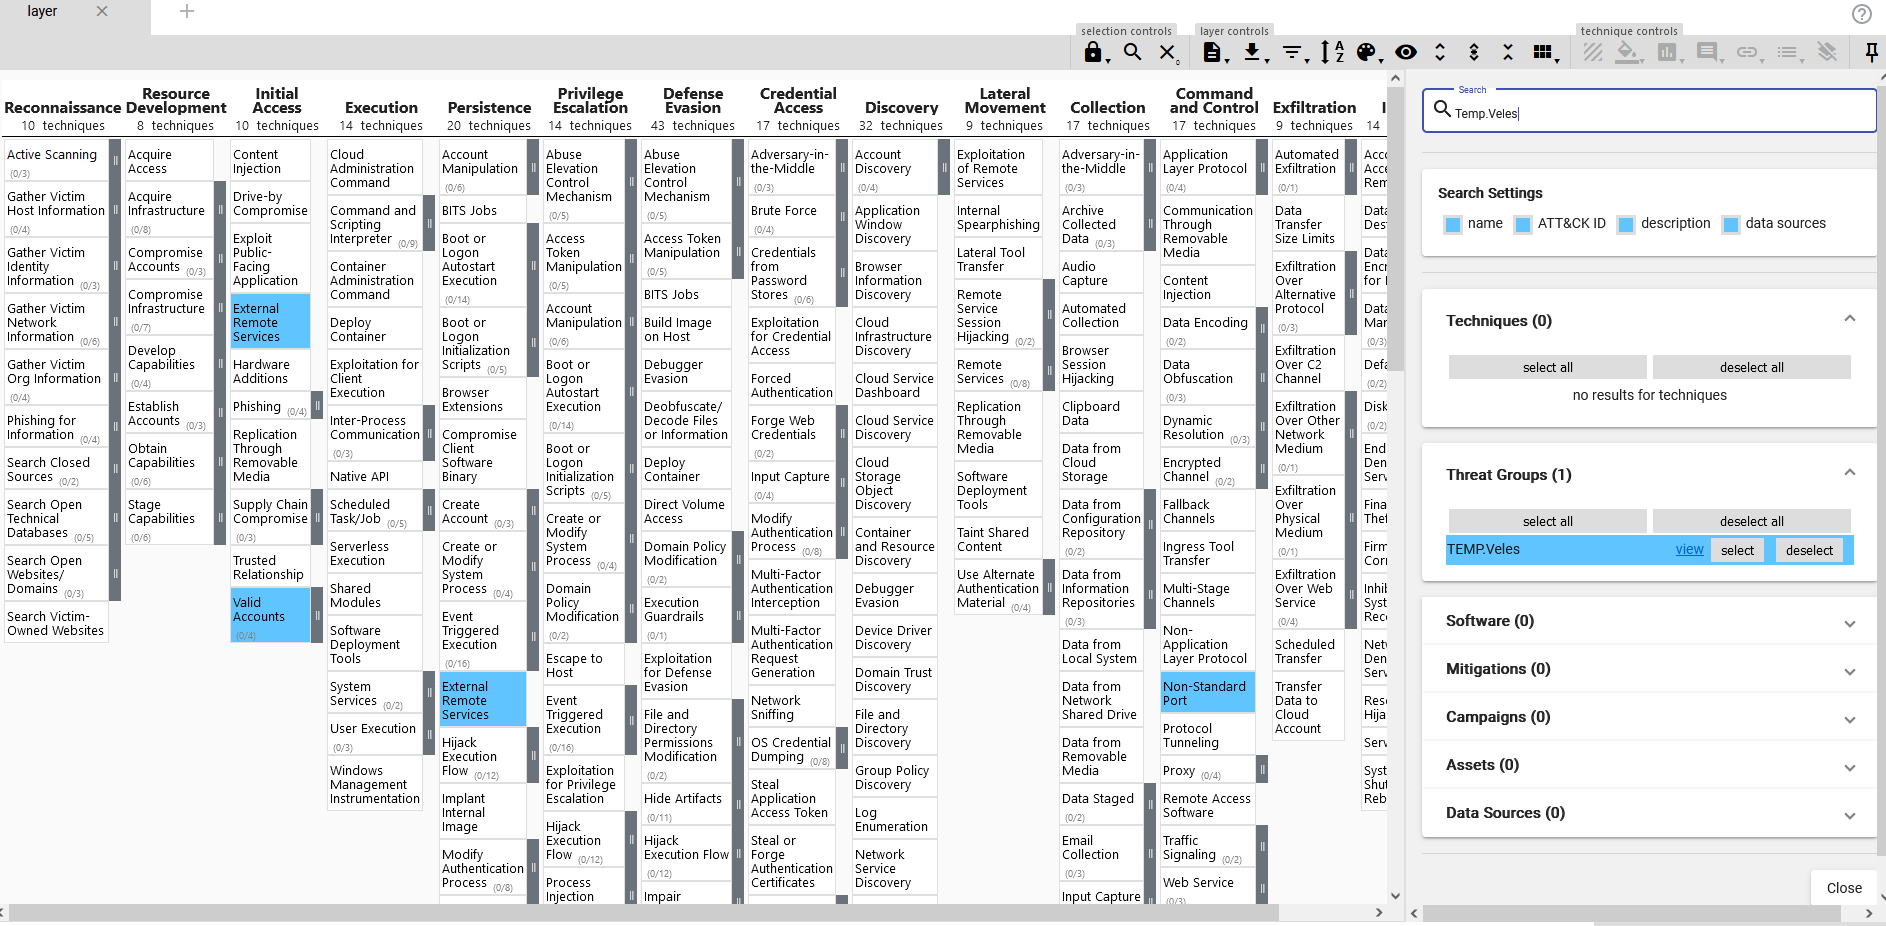 layer
selection controls
layer controls
technique controls
Reconnaissance
10 techniques
Active Scanning
(0/3)
Gather Victim
Host Information
(0/4)
Gather Victim
Identity
Information (0/3)
Gather Victim
Network
Information (0/6)
Gather Victim
Org Information
(0/4)
Phishing for
Information (0/4)
Search Closed
Sources (0/2)
Search Open
Technical
Databases (0/5)
Search Open
Websites/
Domains (0/3)
Search Victim-
Owned Websites
Resource
Development
8 techniques
Acquire
Access
Acquire
Infrastructure
(0/8)
Compromise
Accounts (0/3)
Compromise
Infrastructure
(0/7)
Develop
Capabilities
(0/4)
Establish
Accounts (0/3)
Obtain
Capabilities
(0/6)
Stage
Capabilities
(0/6)
Initial
Access
10 techniques
Content
Injection
Drive-by
Compromise
Exploit
Public-
Facing
Application
External
Remote
Services
Hardware
Additions
Phishing (0/4)
Replication
Through
Removable
Media
Supply Chain
Compromise
(0/3)
Trusted
Relationship
Valid
Accounts
(0/4)
Execution
14 techniques
Cloud
Administration
Command
Command and
Scripting
Interpreter (0/9)
Container
Administration
Command
Deploy
Container
Exploitation for
Client
Execution
Inter-Process
Communication
(0/3)
Native API
Scheduled
Task/Job (0/5)
Serverless
Execution
Shared
Modules
Software
Deployment
Tools
System
Services (0/2)
User Execution
(0/3)
Windows
Management
Instrumentation
Persistence
20 techniques
Account
Manipulation
(0/6)
BITS Jobs
Boot or
Logon
Autostart
Execution
(0/14)
Boot or
Logon
Initialization
Scripts (0/5)
Browser
Extensions
Compromise
Client
Software
Binary
Create
Account (0/3)
Create or
Modify
System
Process (0/4)
Event
Triggered
Execution
(0/16)
External
Remote
Services
Hijack
Execution
Flow (0/12)
Implant
Internal
Image
Modify
Authentication
Process (0/8)
Privilege
Escalation
14 techniques
Abuse
Elevation
Control
Mechanism
(0/5)
Access
Token
Manipulation
(0/5)
Account
Manipulation
(0/6)
Boot or
Logon
Autostart
Execution
(0/14)
Boot or
Logon
Initialization
Scripts (0/5)
Create or
Modify
System
Process (0/4)
Domain
Policy
Modification
(0/2)
Escape to
Host
Event
Triggered
Execution
(0/16)
Exploitation
for Privilege
Escalation
Hijack
Execution
Flow (0/12)
Process
Injection
Defense
Evasion
43 techniques
Abuse
Elevation
Control
Mechanism
(0/5)
Access Token
Manipulation
(0/5)
BITS Jobs
Build Image
on Host
Debugger
Evasion
Deobfuscate/
Decode Files
or Information
Deploy
Container
Direct Volume
Access
Domain Policy
Modification
(0/2)
Execution
Guardrails
(0/1)
Exploitation
for Defense
Evasion
File and
Directory
Permissions
Modification
(0/2)
Hide Artifacts
(0/11)
Hijack
Execution Flow
(0/12)
Impair
Credential
Access
17 techniques
Adversary-in-
the-Middle
(0/3)
Brute Force
(0/4)
Credentials
from
Password
Stores (0/6)
Exploitation
for Credential
Access
Forced
Authentication
Forge Web
Credentials
(0/2)
Input Capture
(0/4)
Modify
Authentication
Process (0/8)
Multi-Factor
Authentication
Interception
Multi-Factor
Authentication
Request
Generation
Network
Sniffing
OS Credential
Dumping (0/8)
Steal
Application
Access Token
Steal or
Forge
Authentication
Certificates
Discovery
32 techniques
Account
Discovery
(0/4)
Application
Window
Discovery
Browser
Information
Discovery
Cloud
Infrastructure
Discovery
Cloud Service
Dashboard
Cloud Service
Discovery
Cloud
Storage
Object
Discovery
Container
and Resource
Discovery
Debugger
Evasion
Device Driver
Discovery
Domain Trust
Discovery
File and
Directory
Discovery
Group Policy
Discovery
Log
Enumeration
Network
Service
Discovery
Lateral
Movement
9 techniques
Exploitation
of Remote
Services
Internal
Spearphishing
Lateral Tool
Transfer
Remote
Service
Session
Hijacking (0/2)
Remote
Services (0/8)
Replication
Through
Removable
Media
Software
Deployment
Tools
Taint Shared
Content
Use Alternate
Authentication
Material (0/4)
Collection
17 techniques
Adversary-in-
the-Middle
(0/3)
Archive
Collected
Data (0/3)
Audio
Capture
Automated
Collection
Browser
Session
Hijacking
Clipboard
Data
Data from
Cloud
Storage
Data from
Configuration
Repository
(0/2)
Data from
Information
Repositories
(0/3)
Data from
Local System
Data from
Network
Shared Drive
Data from
Removable
Media
Data Staged
(0/2)
Email
Collection
(0/3)
Input Capture
Command
and Control
17 techniques
Application
Layer Protocol
(0/4)
Communication
Through
Removable
Media
Content
Injection
Data Encoding
(0/2)
Data
Obfuscation
(0/3)
Dynamic
Resolution (0/3)
Encrypted
Channel (0/2)
Fallback
Channels
Ingress Tool
Transfer
Multi-Stage
Channels
Non-
Application
Layer Protocol
Non-Standard
Port
Protocol
Tunneling
Proxy (0/4)
Remote Access
Software
Traffic
Signaling (0/2)
Web Service
(0/3)
Exfiltration
9 techniques
Automated
Exfiltration
(0/1)
Data
Transfer
Size Limits
Exfiltration
Over
Alternative
Protocol
(0/3)
Exfiltration
Over C2
Channel
Exfiltration
Over Other
Network
Medium
(0/1)
Exfiltration
Over
Physical
Medium
(0/1)
Exfiltration
Over Web
Service
(0/4)
Scheduled
Transfer
Transfer
Data to
Cloud
Account
14
Search
Temp.Veles
Search Settings
name ATT&CK ID description data sources
Techniques (0)
select all deselect all
no results for techniques
Threat Groups (1)
select all deselect all
TEMP.Veles view select deselect
Software (0)
Mitigations (0)
Campaigns (0)
Assets (0)
Data Sources (0)
Close